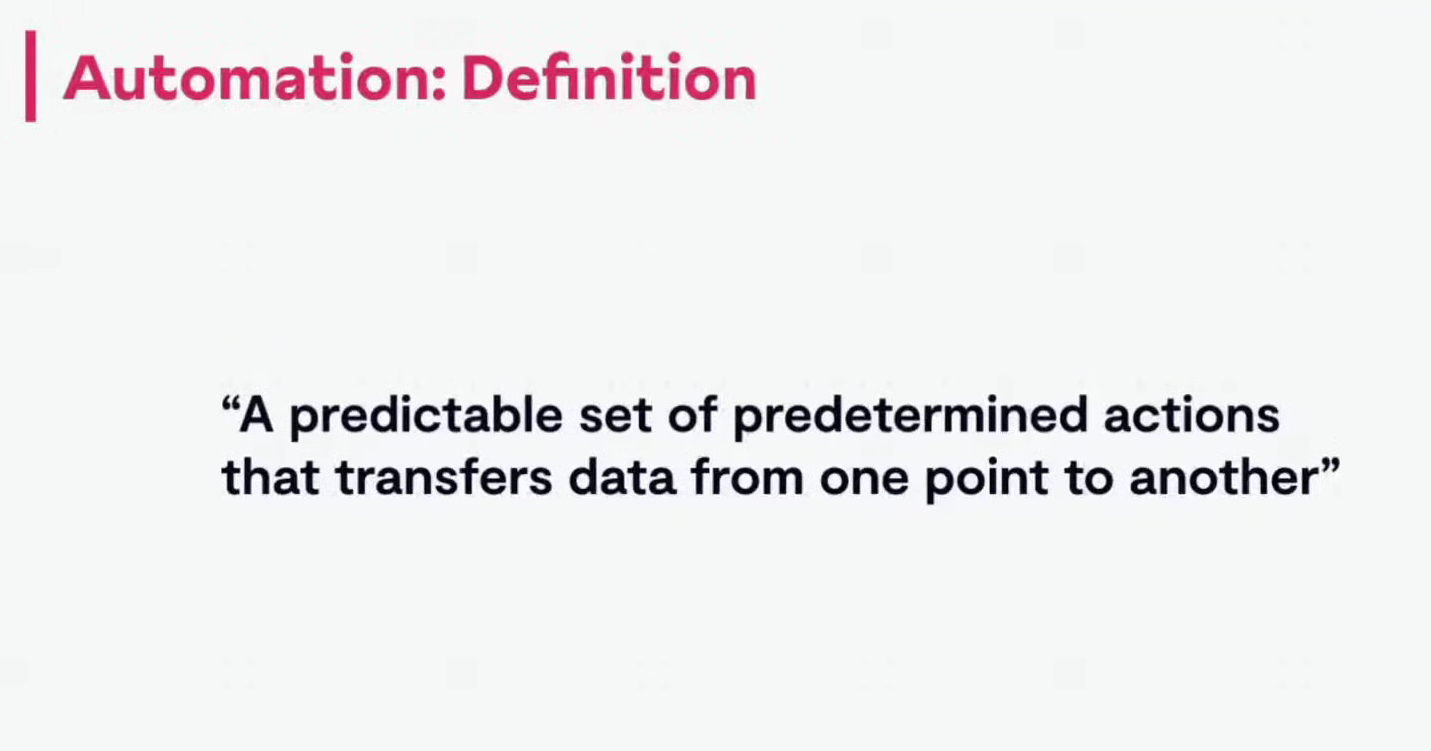 Automation: Definition
“A predictable set of predetermined actions
that transfers data from one point to another”